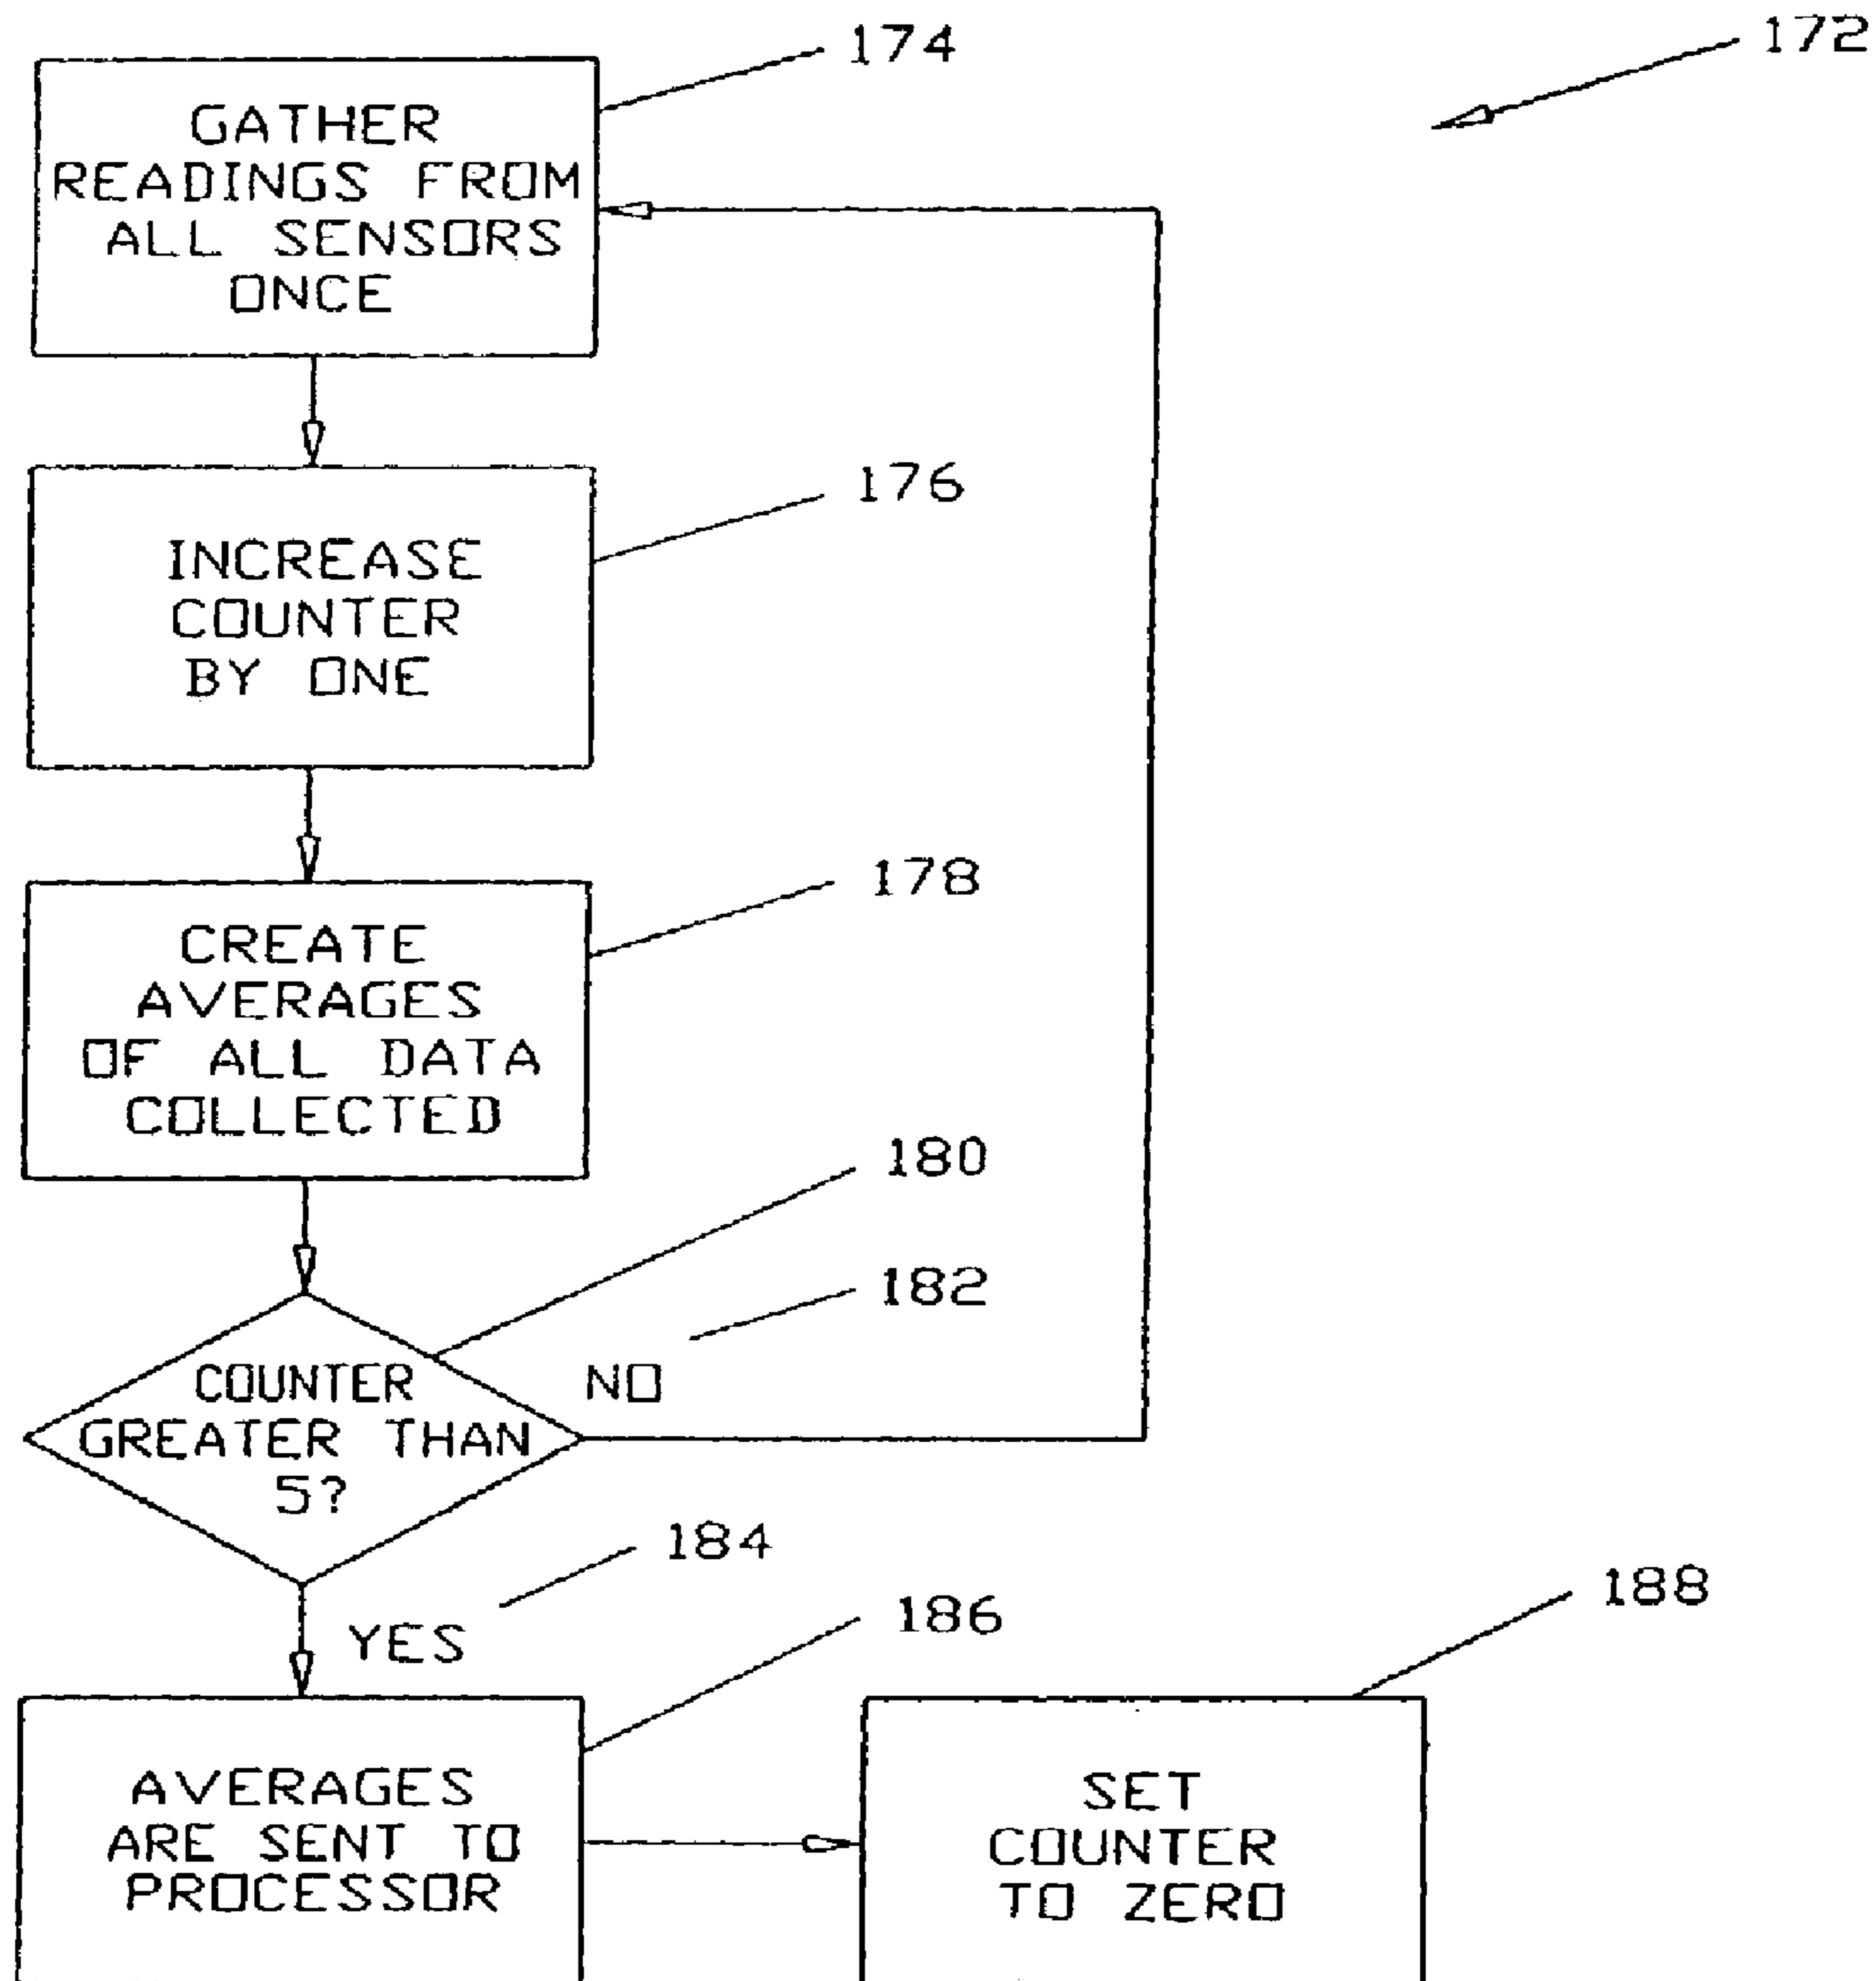 174
172
GATHER
READINGS FROM
ALL SENSORS
ONCE
176
INCREASE
COUNTER
BY ONE
178
CREATE
AVERAGES
OF ALL DATA
COLLECTED
180
182
COUNTER
GREATER THAN
5?
NO
184
YES
186
188
AVERAGES
ARE SENT TO
PROCESSOR
SET
COUNTER
TO ZERO